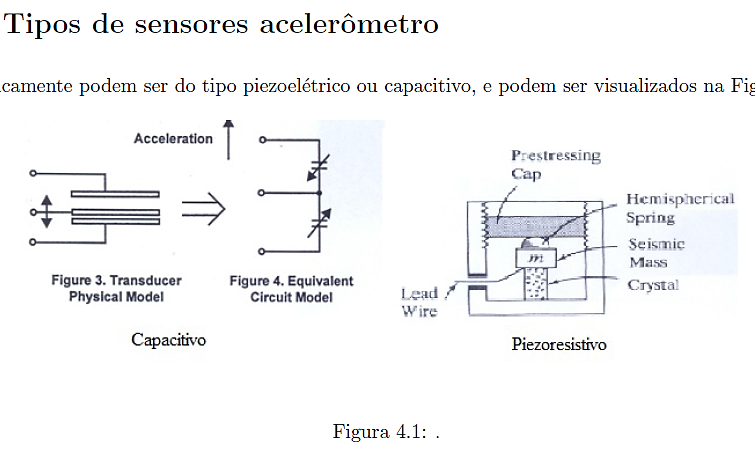 Tipos de sensores acelerômetro
camente podem ser do tipo piezoelétrico ou capacitivo, e podem ser visualizados na Fig
Acceleration
Figure 3. Transducer
Physical Model
Figure 4. Equivalent
Circuit Model
Capacitivo
Prestressing
Cap
Hemispherical
Spring
Seismic
Mass
m
Crystal
Lead
Wire
Piezoresistivo
Figura 4.1: .